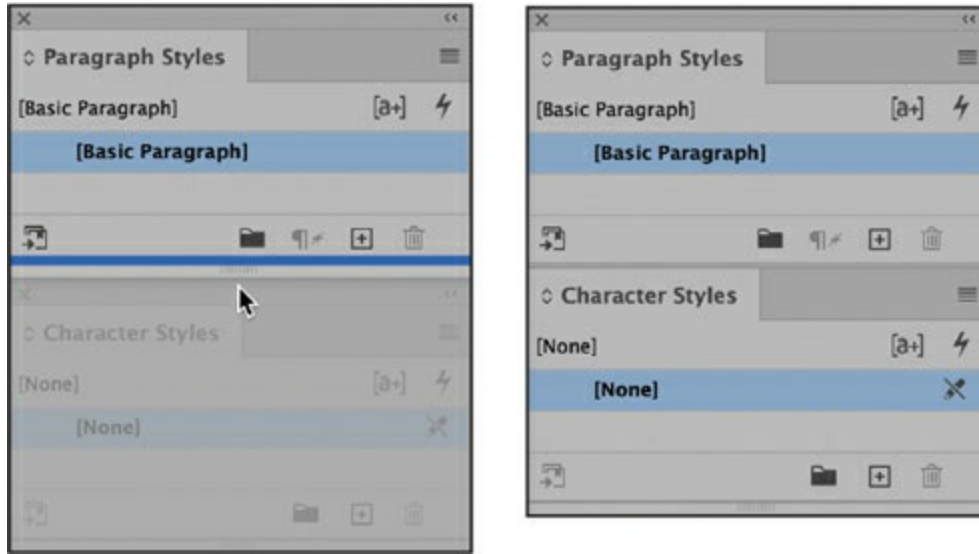 Paragraph Styles
[Basic Paragraph] [a+]
[Basic Paragraph]
Character Styles
[None] [a+]
[None]
Paragraph Styles
[Basic Paragraph] [a+]
[Basic Paragraph]
Character Styles
[None] [a+]
[None]